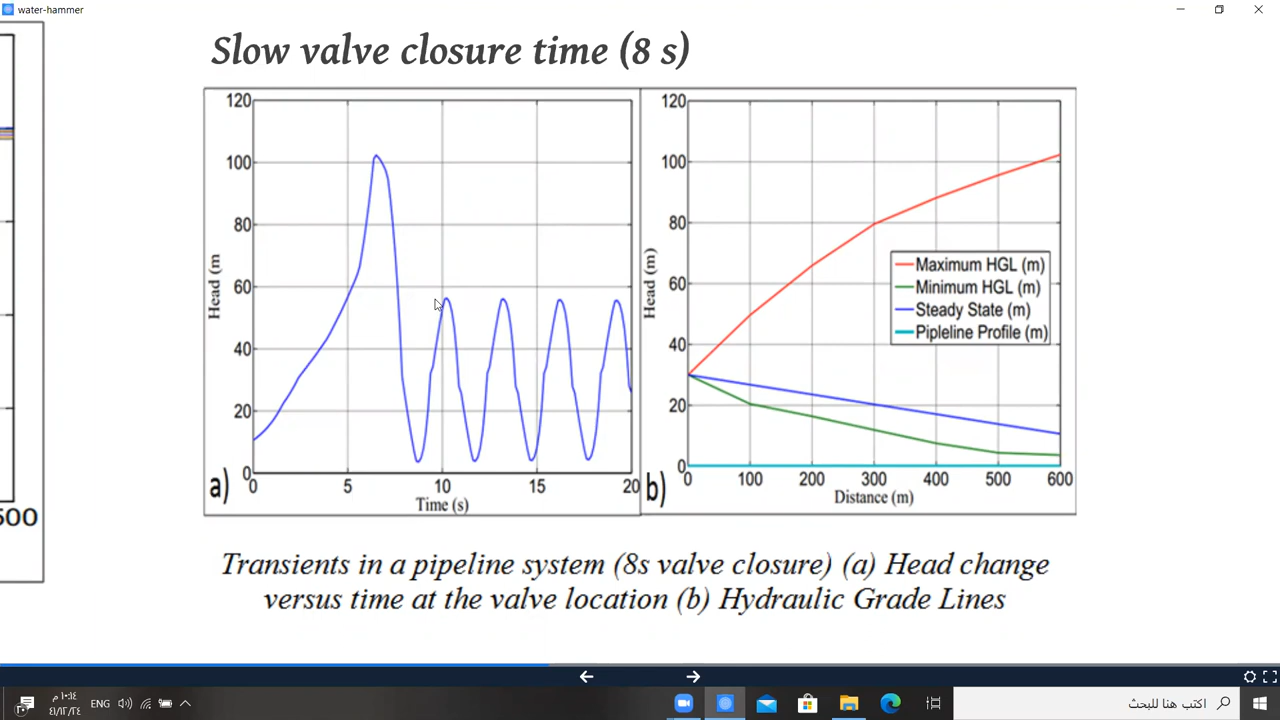 water-hammer
Slow valve closure time (8 s)
120
100
80
60
40
20
0
Head (m
a)
0 5 10 15 20
Time (s)
120
100
80
60
40
20
0
Head (m)
Maximum HGL (m)
Minimum HGL (m)
Steady State (m)
Pipleline Profile (m)
b)
0 100 200 300 400 500 600
Distance (m)
500
Transients in a pipeline system (8s valve closure) (a) Head change
versus time at the valve location (b) Hydraulic Grade Lines
ENG
١٠:١٤ م
اكتب هنا للبحث